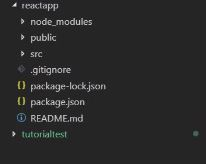 reactapp
node_modules
public
src
.gitignore
package-lock.json
package.json
README.md
tutorialtest